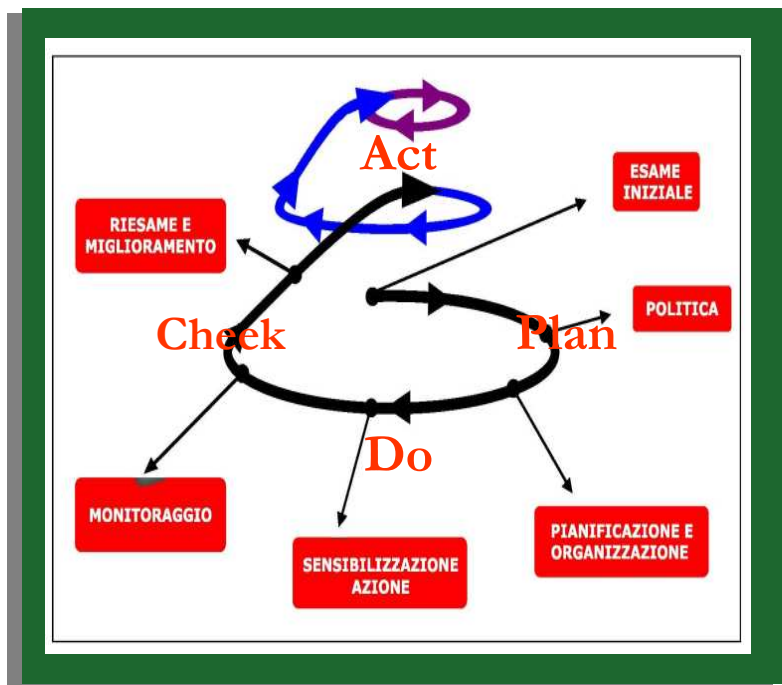 Act
ESAME
INIZIALE
RIESAME E
MIGLIORAMENTO
POLITICA
Cheek
Plan
Do
MONITORAGGIO
SENSIBILIZZAZIONE
AZIONE
PIANIFICAZIONE E
ORGANIZZAZIONE